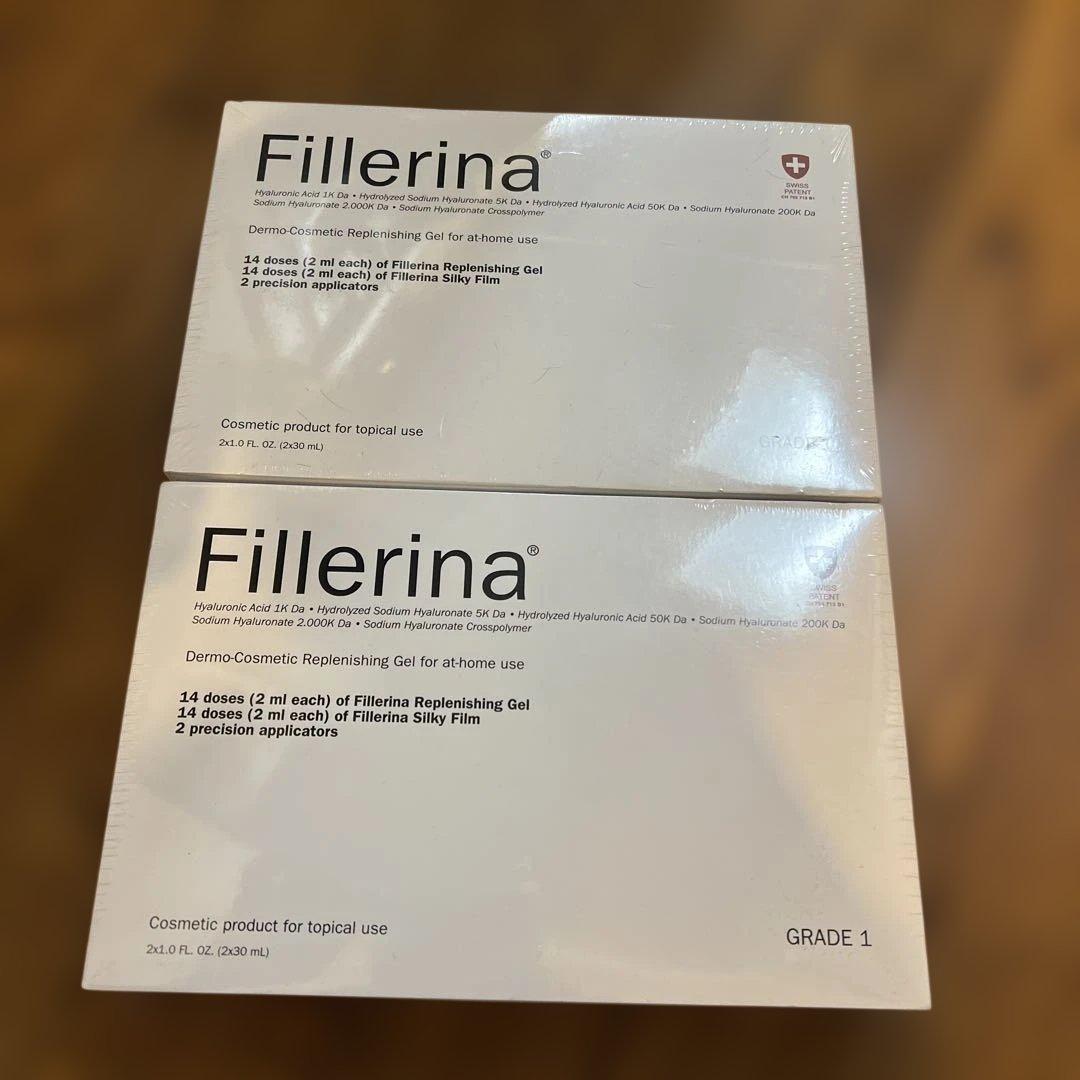 Fillerina®
SWISS
PATENT
CH 705 713 B1
Hyaluronic Acid 1K Da • Hydrolyzed Sodium Hyaluronate 5K Da • Hydrolyzed Hyaluronic Acid 50K Da • Sodium Hyaluronate 200K Da
Sodium Hyaluronate 2.000K Da • Sodium Hyaluronate Crosspolymer
Dermo-Cosmetic Replenishing Gel for at-home use
14 doses (2 ml each) of Fillerina Replenishing Gel
14 doses (2 ml each) of Fillerina Silky Film
2 precision applicators
Cosmetic product for topical use
2x1.0 FL. OZ. (2x30 mL)
GRADE
Fillerina®
SWISS
PATENT
Hyaluronic Acid 1K Da • Hydrolyzed Sodium Hyaluronate 5K Da • Hydrolyzed Hyaluronic Acid 50K Da • Sodium Hyaluronate 200K Da
Sodium Hyaluronate 2.000K Da • Sodium Hyaluronate Crosspolymer
Dermo-Cosmetic Replenishing Gel for at-home use
14 doses (2 ml each) of Fillerina Replenishing Gel
14 doses (2 ml each) of Fillerina Silky Film
2 precision applicators
Cosmetic product for topical use
2x1.0 FL. OZ. (2x30 mL)
GRADE 1